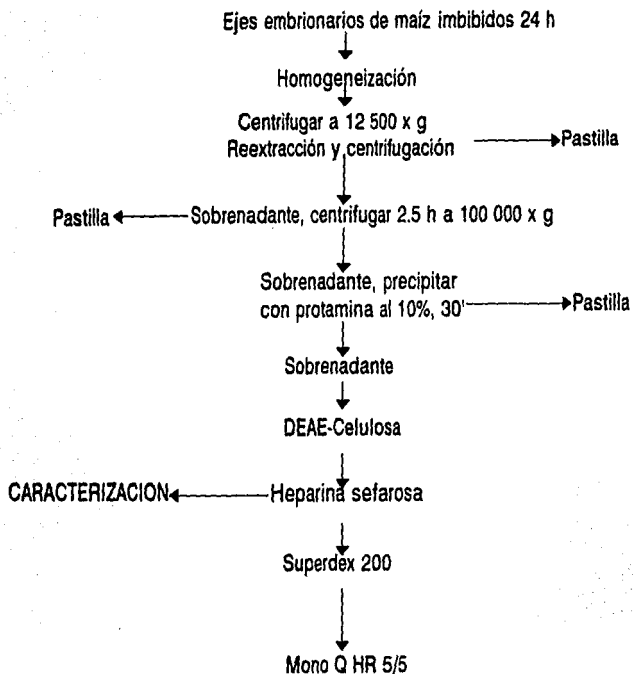 Ejes embrionarios de maíz imbibidos 24 h
Homogeneización
Centrifugar a 12 500 x g
Reextracción y centrifugación
Pastilla
Pastilla
Sobrenadante, centrifugar 2.5 h a 100 000 x g
Sobrenadante, precipitar
con protamina al 10%, 30'
Pastilla
Sobrenadante
DEAE-Celulosa
CARACTERIZACION
Heparina sefarosa
Superdex 200
Mono Q HR 5/5